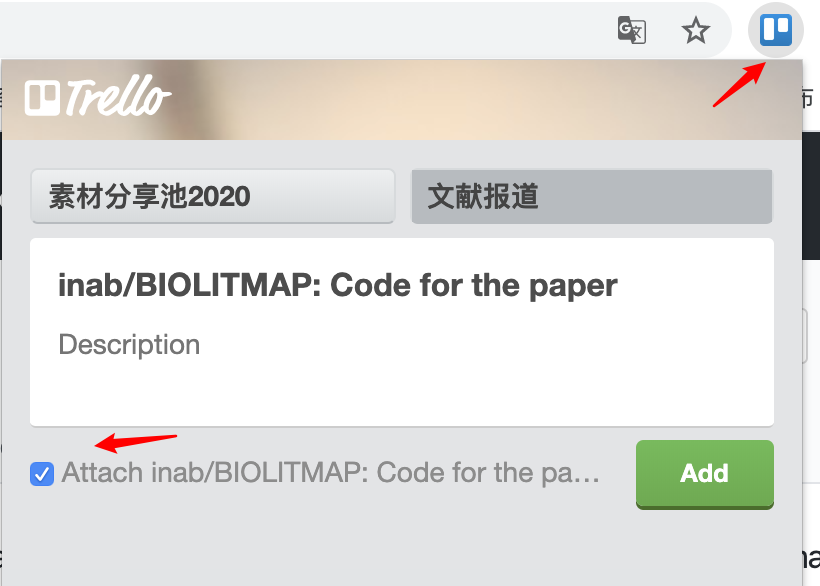 Trello
素材分享池2020
文献报道
inab/BIOLITMAP: Code for the paper
Description
Attach inab/BIOLITMAP: Code for the pa…
Add